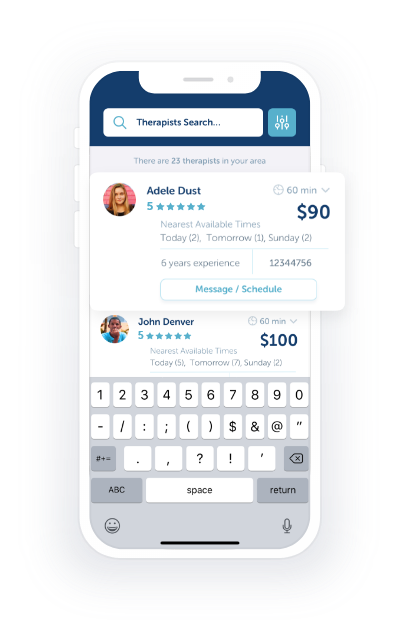 Therapists Search...
There are 23 therapists in your area
Adele Dust 60 min
5 $90
Nearest Available Times
Today (2), Tomorrow (1), Sunday (2)
6 years experience 12344756
Message / Schedule
John Denver 60 min
5 $100
Nearest Available Times
Today (5), Tomorrow (7), Sunday (2)
1 2 3 4 5 6 7 8 9 0
- / : ; ( ) $ & @ "
#+= . , ? ! '
ABC space return